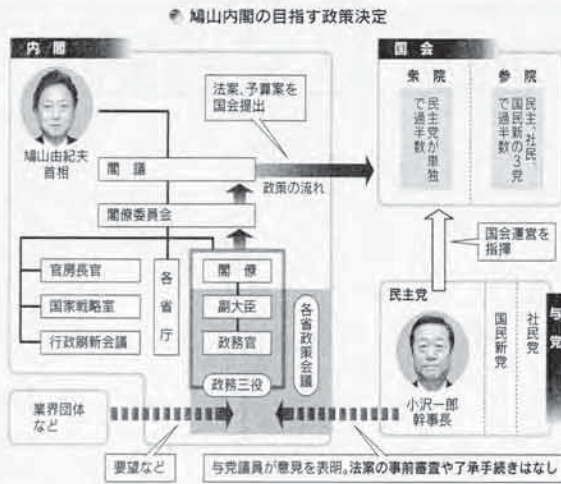 鳩山内閣の目指す政策決定
内閣
鳩山由紀夫
首相
閣議
閣僚委員会
官房長官
国家戦略室
行政刷新会議
各省庁
閣僚
副大臣
政務官
政務三役
各省政策会議
法案、予算案を
国会提出
政策の流れ
国会
衆院
民主党が単独
で過半数
参院
民主、社民、
国民新の3党
で過半数
国会運営を
指揮
民主党
小沢一郎
幹事長
国民新党
社民党
与党
業界団体
など
要望など
与党議員が意見を表明。法案の事前審査や了承手続きはなし